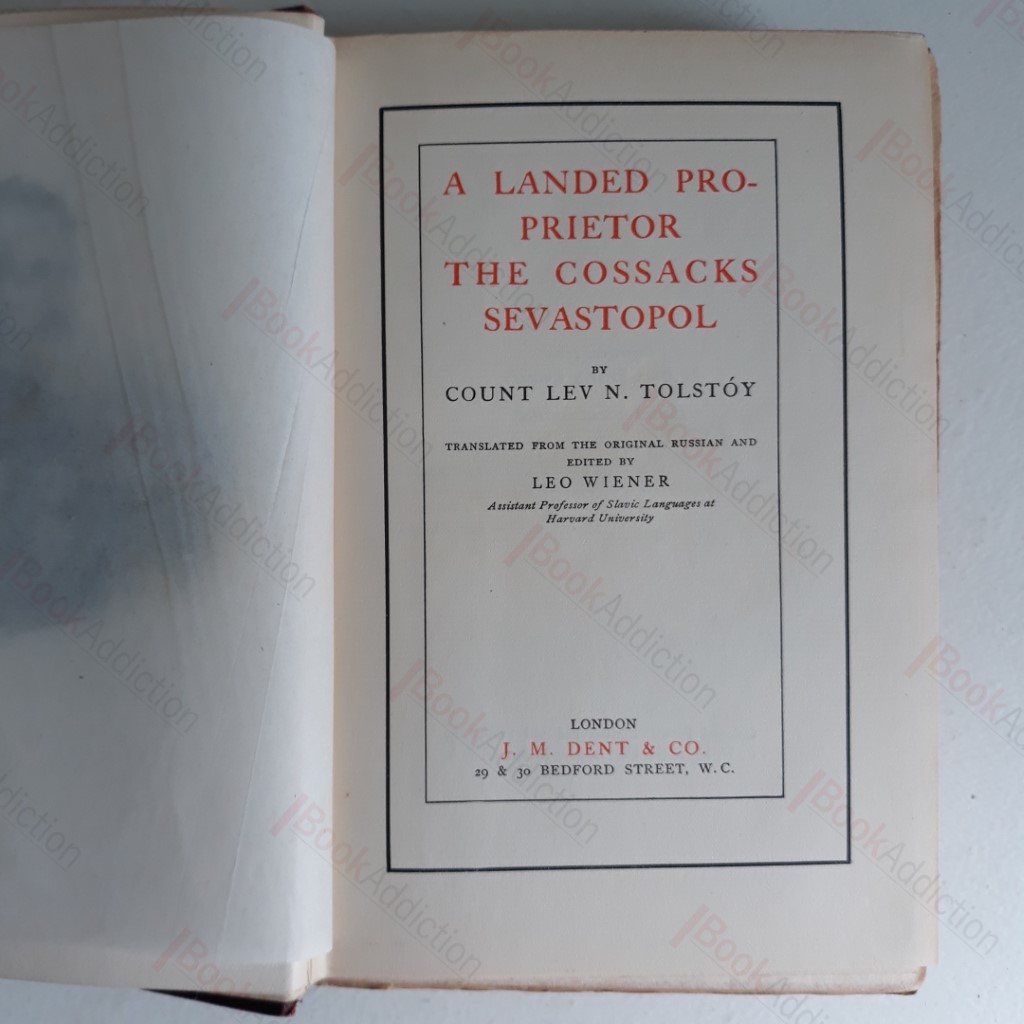 A LANDED PRO-
PRIETOR
THE COSSACKS
SEVASTOPOL
BY
COUNT LEV N. TOLSTÓY
TRANSLATED FROM THE ORIGINAL RUSSIAN AND
EDITED BY
LEO WIENER
Assistant Professor of Slavic Languages at
Harvard University
LONDON
J. M. DENT & CO.
29 & 30 BEDFORD STREET, W. C.
BookAddiction